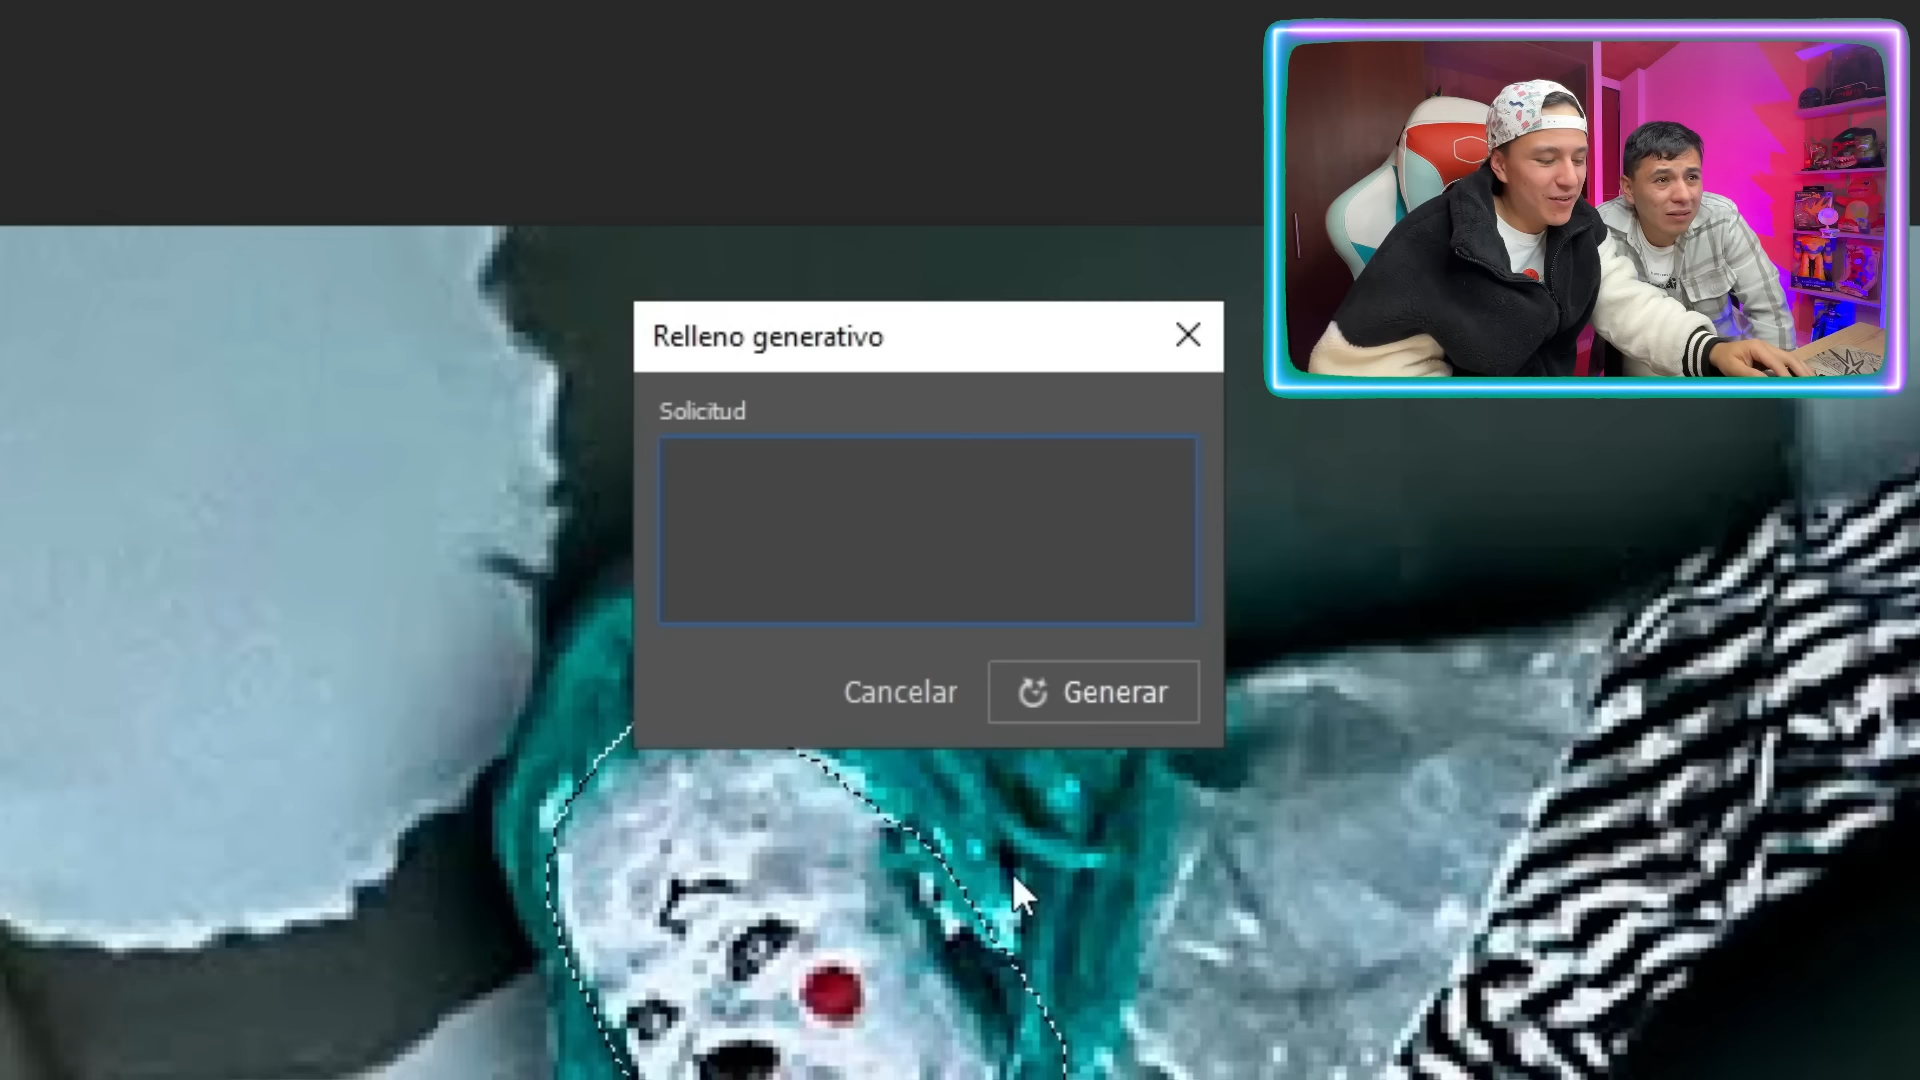 Relleno generativo
Solicitud
Cancelar
Generar